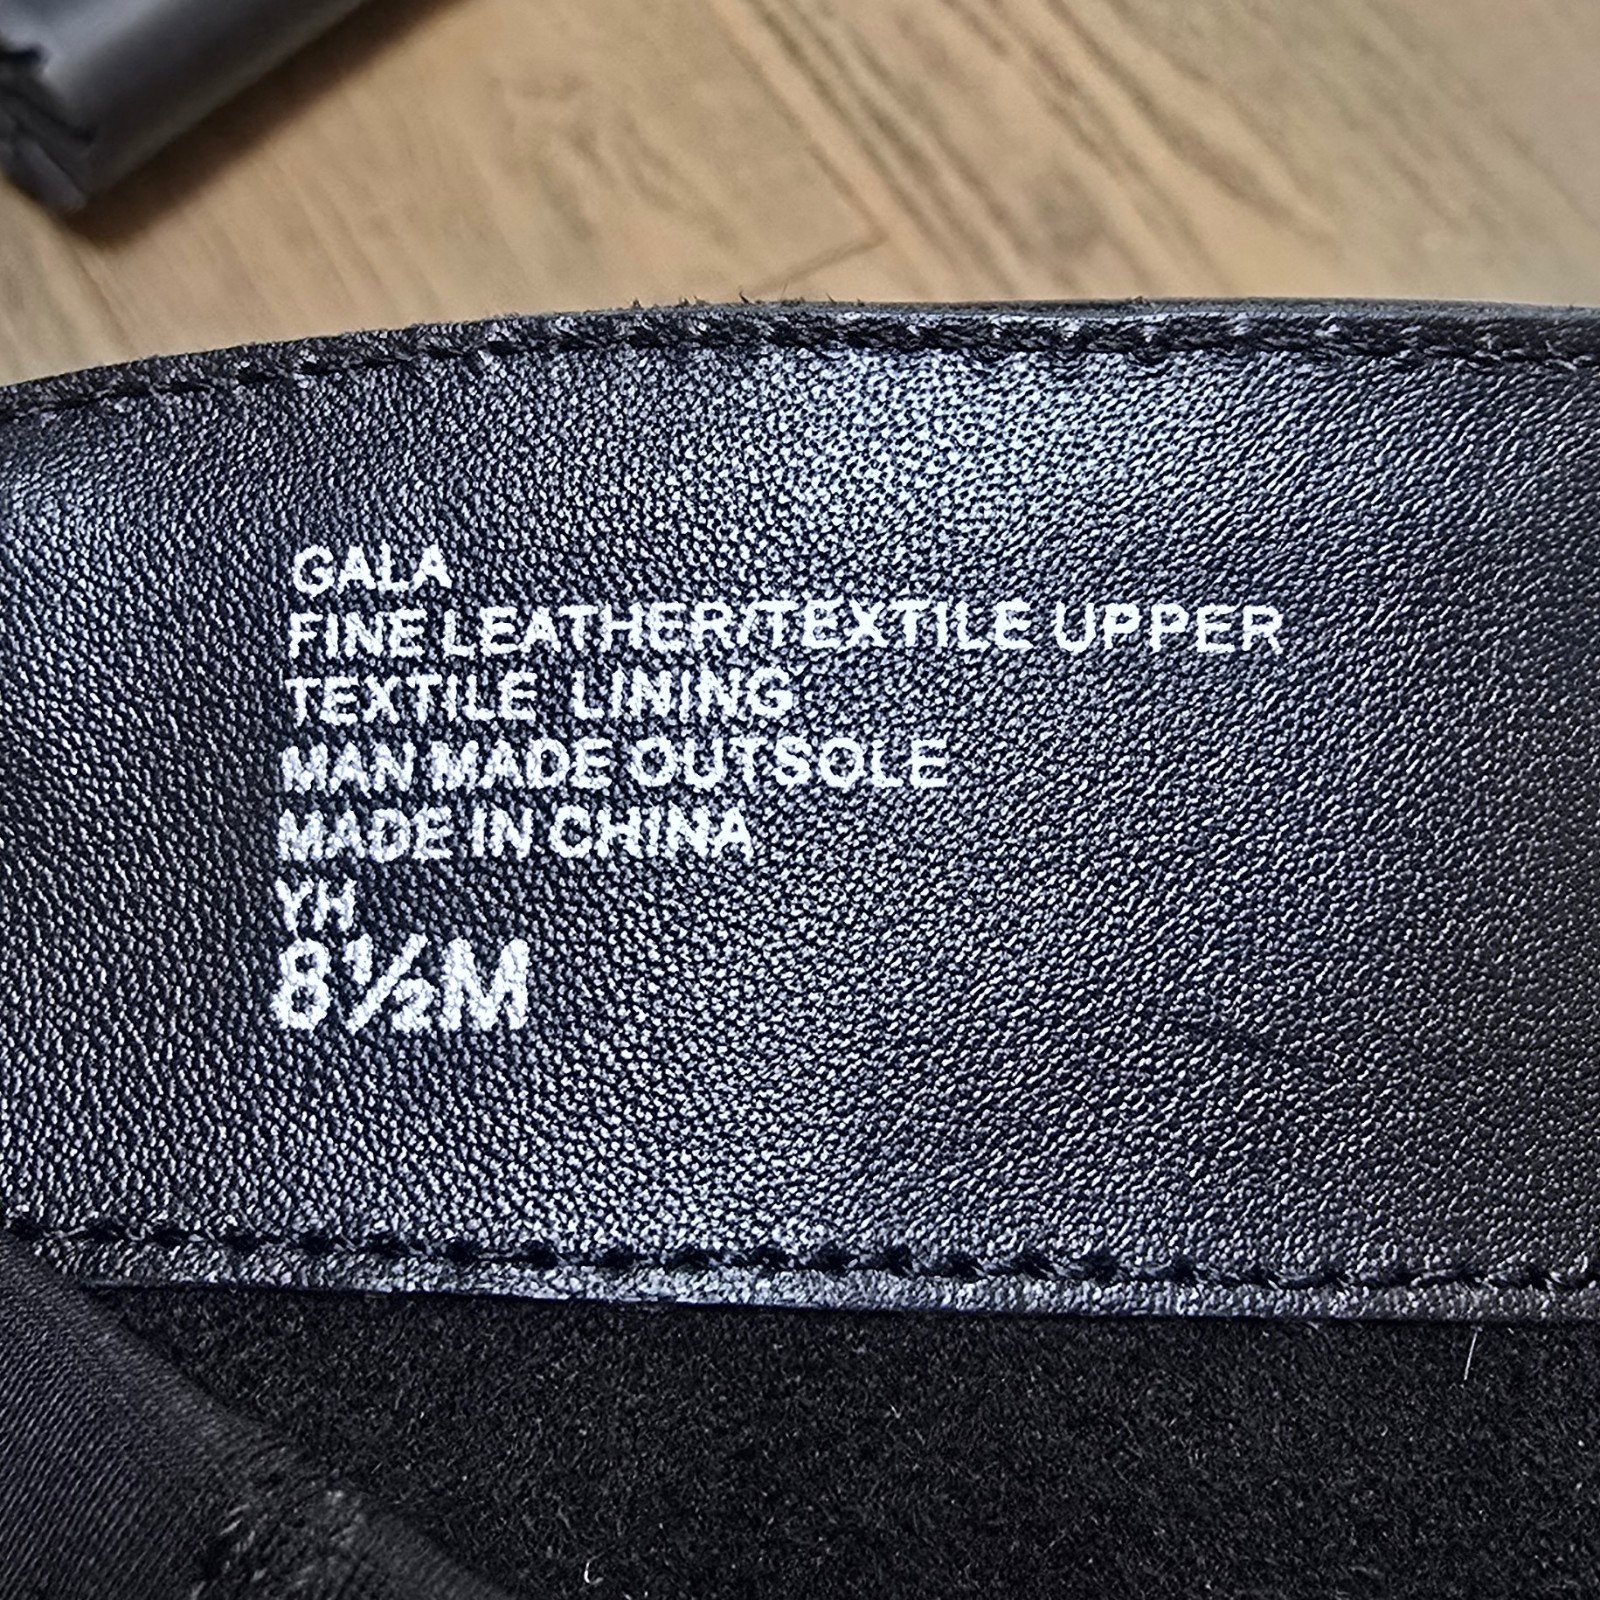 GALA
FINE LEATHER/TEXTILE UPPER
TEXTILE LINING
MAN MADE OUTSOLE
MADE IN CHINA
YH
8½M